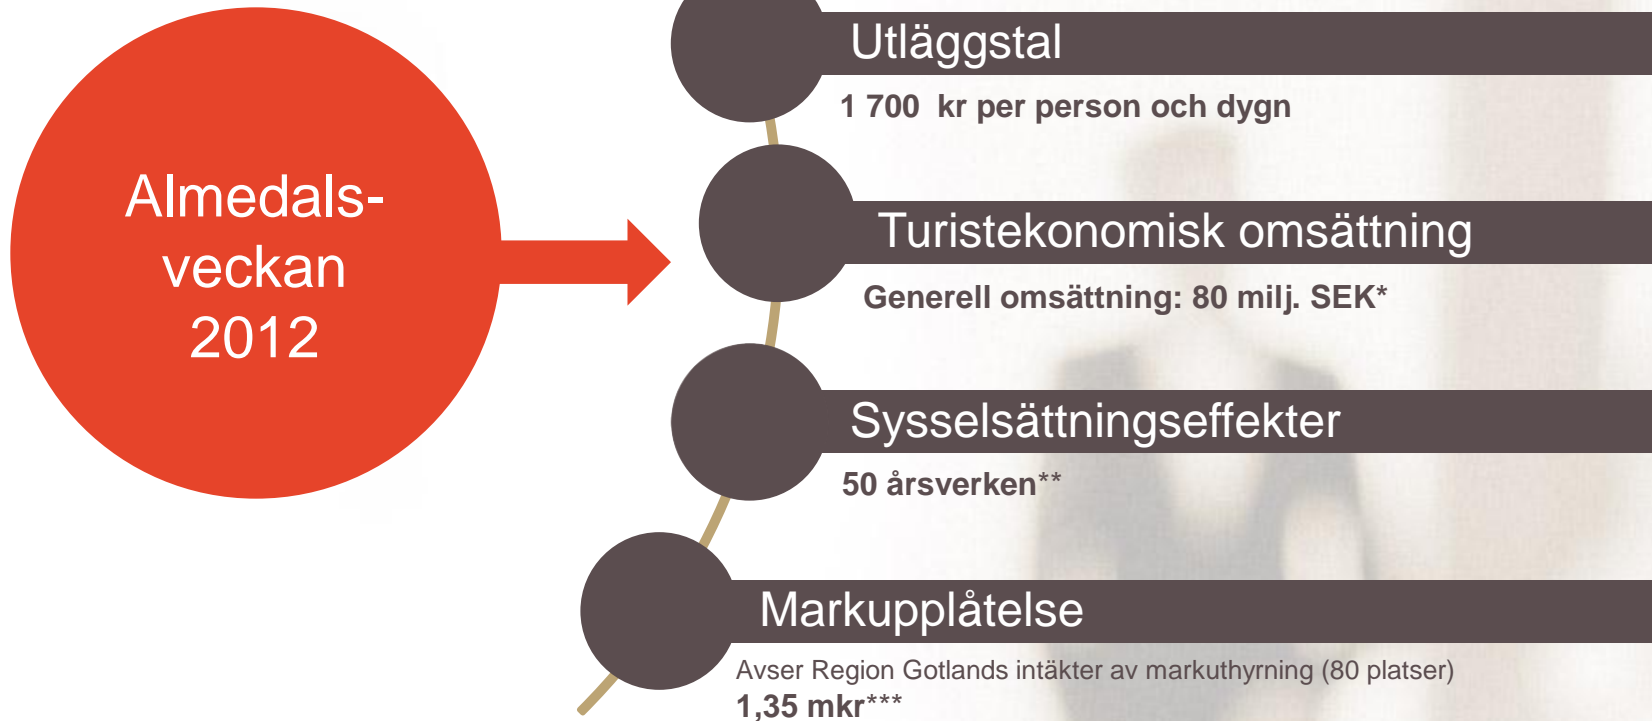 Almedals-
veckan
2012
Utläggstal
1 700 kr per person och dygn
Turistekonomisk omsättning
Generell omsättning: 80 milj. SEK*
Sysselsättningseffekter
50 årsverken**
Markupplåtelse
Avser Region Gotlands intäkter av markuthyrning (80 platser)
1,35 mkr***